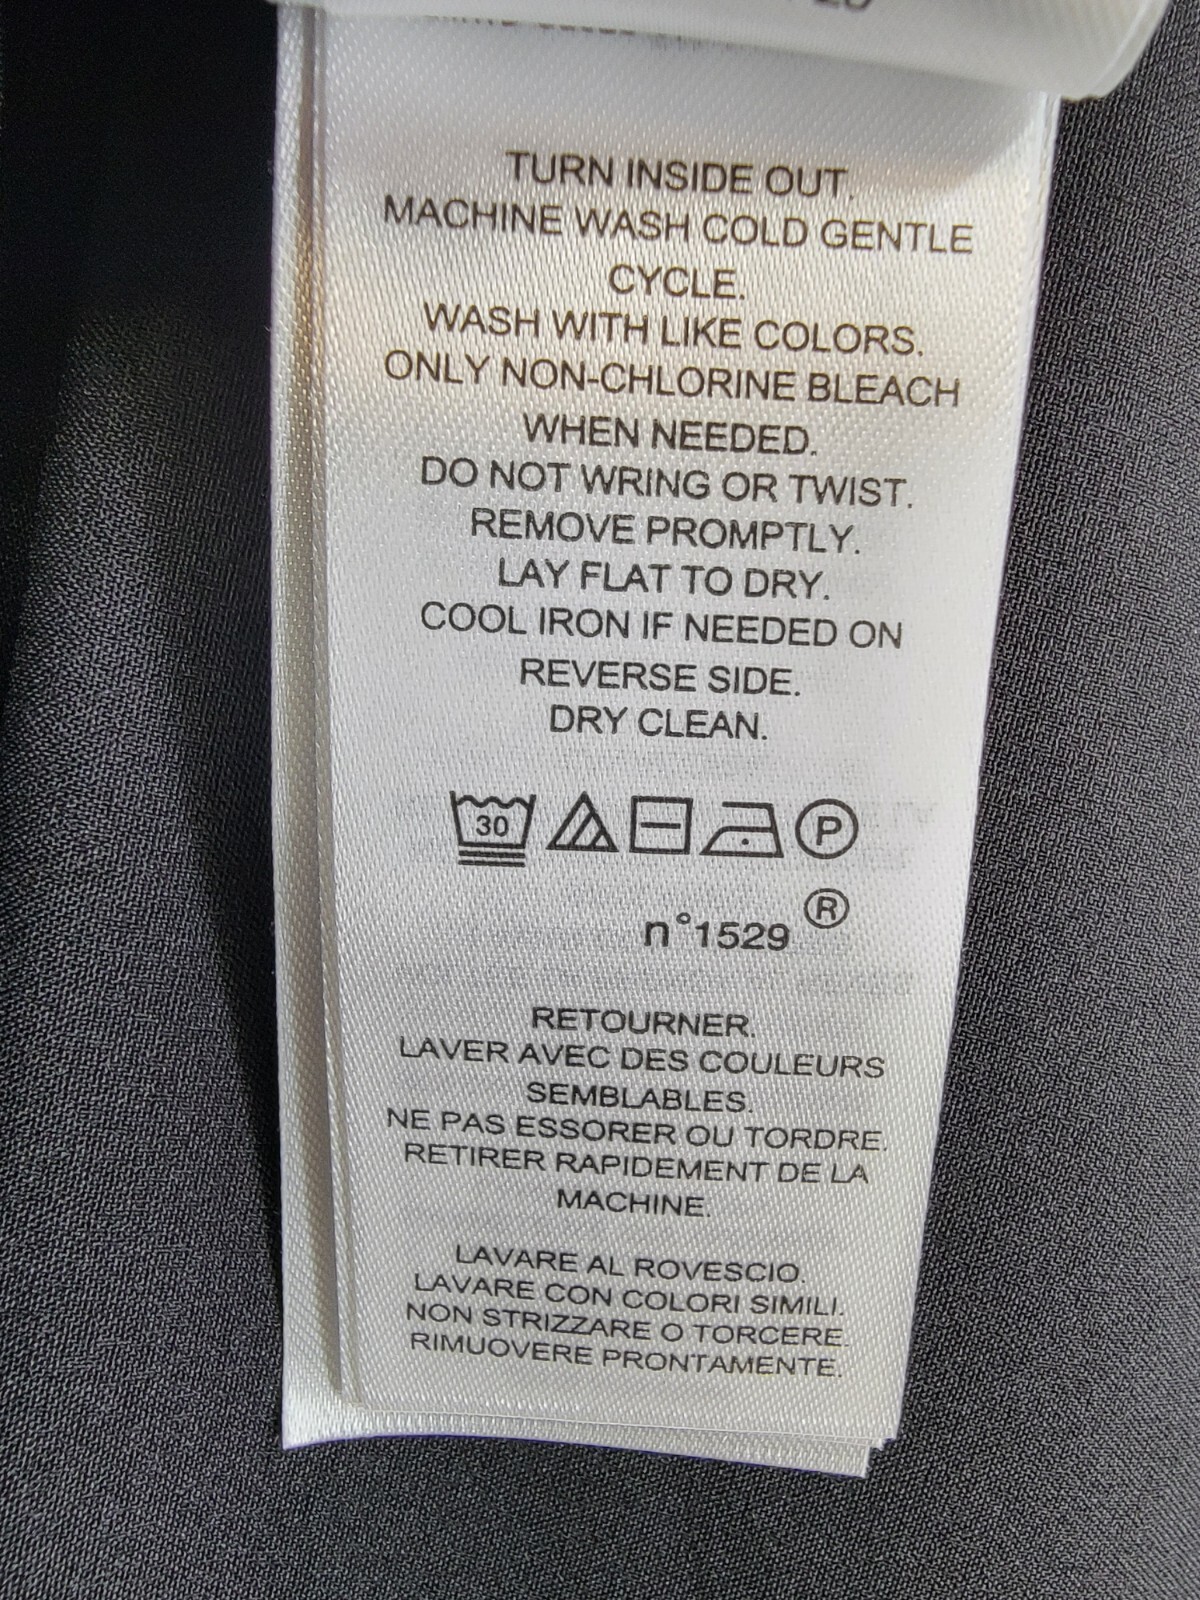 TURN INSIDE OUT.
MACHINE WASH COLD GENTLE
CYCLE.
WASH WITH LIKE COLORS.
ONLY NON-CHLORINE BLEACH
WHEN NEEDED.
DO NOT WRING OR TWIST.
REMOVE PROMPTLY.
LAY FLAT TO DRY.
COOL IRON IF NEEDED ON
REVERSE SIDE.
DRY CLEAN.
30 P
n°1529 ®
RETOURNER.
LAVER AVEC DES COULEURS
SEMBLABLES.
NE PAS ESSORER OU TORDRE.
RETIRER RAPIDEMENT DE LA
MACHINE.
LAVARE AL ROVESCIO.
LAVARE CON COLORI SIMILI.
NON STRIZZARE O TORCERE.
RIMUOVERE PRONTAMENTE.